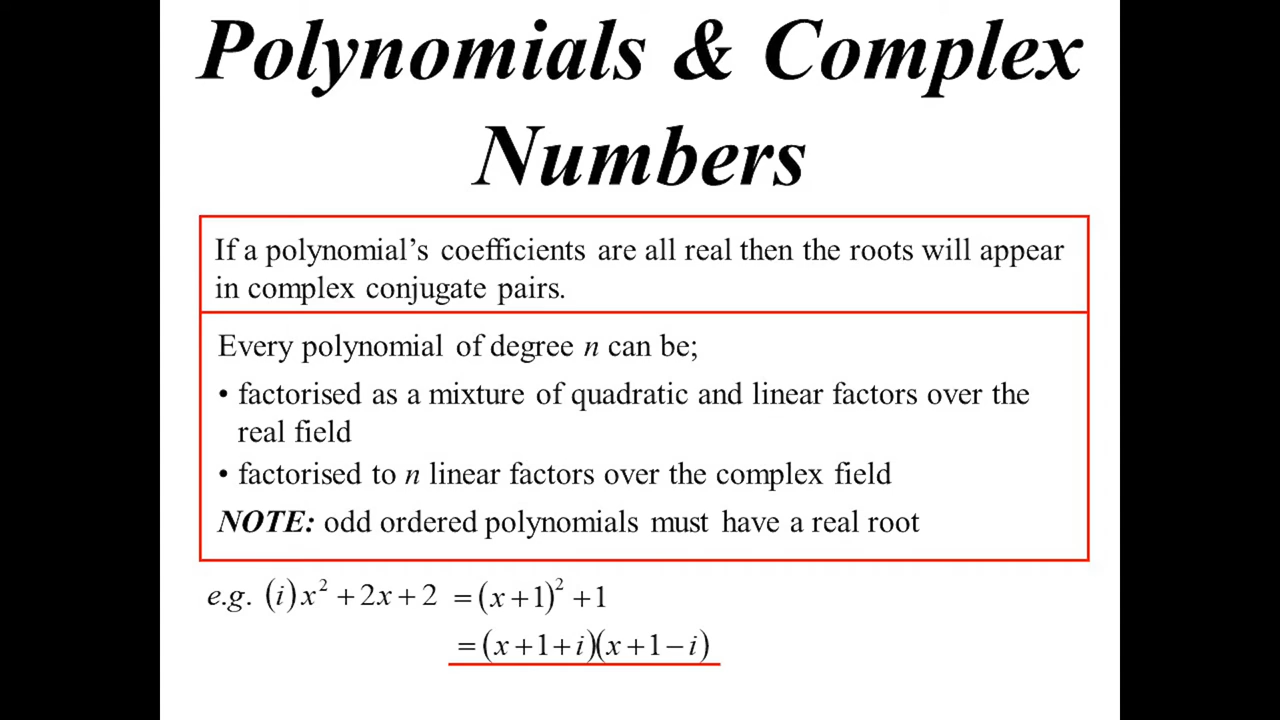 Polynomials & Complex
Numbers
If a polynomial’s coefficients are all real then the roots will appear
in complex conjugate pairs.
Every polynomial of degree n can be;
• factorised as a mixture of quadratic and linear factors over the
real field
• factorised to n linear factors over the complex field
NOTE: odd ordered polynomials must have a real root
e.g. (i) x² + 2x + 2 = (x + 1)² + 1
= (x + 1 + i)(x + 1 − i)